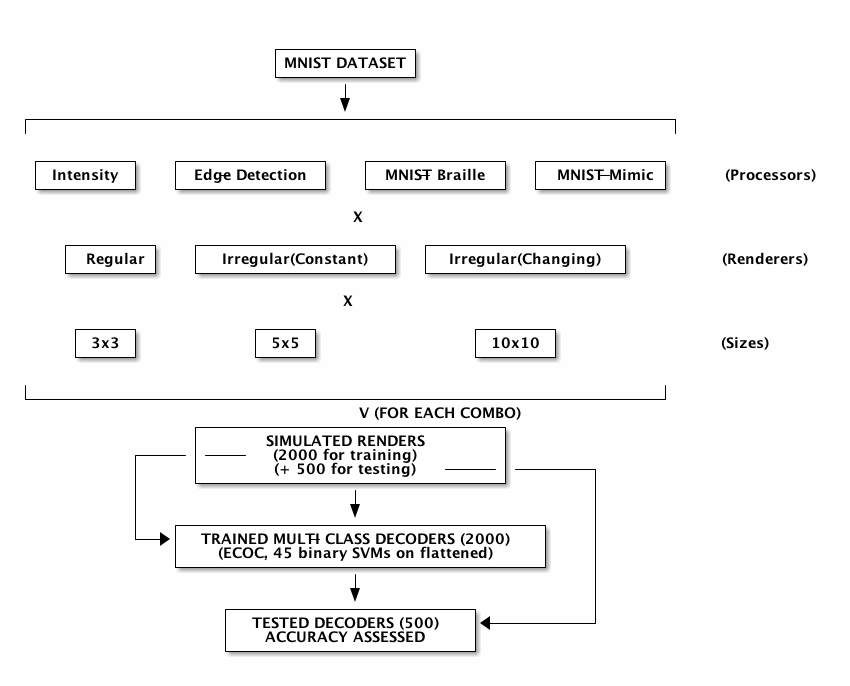 MNIST DATASET
Intensity Edge Detection MNIST Braille MNIST-Mimic (Processors)
X
Regular Irregular(Constant) Irregular(Changing) (Renderers)
X
3x3 5x5 10x10 (Sizes)
V (FOR EACH COMBO)
SIMULATED RENDERS
(2000 for training)
(+ 500 for testing)
TRAINED MULTI CLASS DECODERS (2000)
(ECOC, 45 binary SVMs on flattened)
TESTED DECODERS (500)
ACCURACY ASSESSED